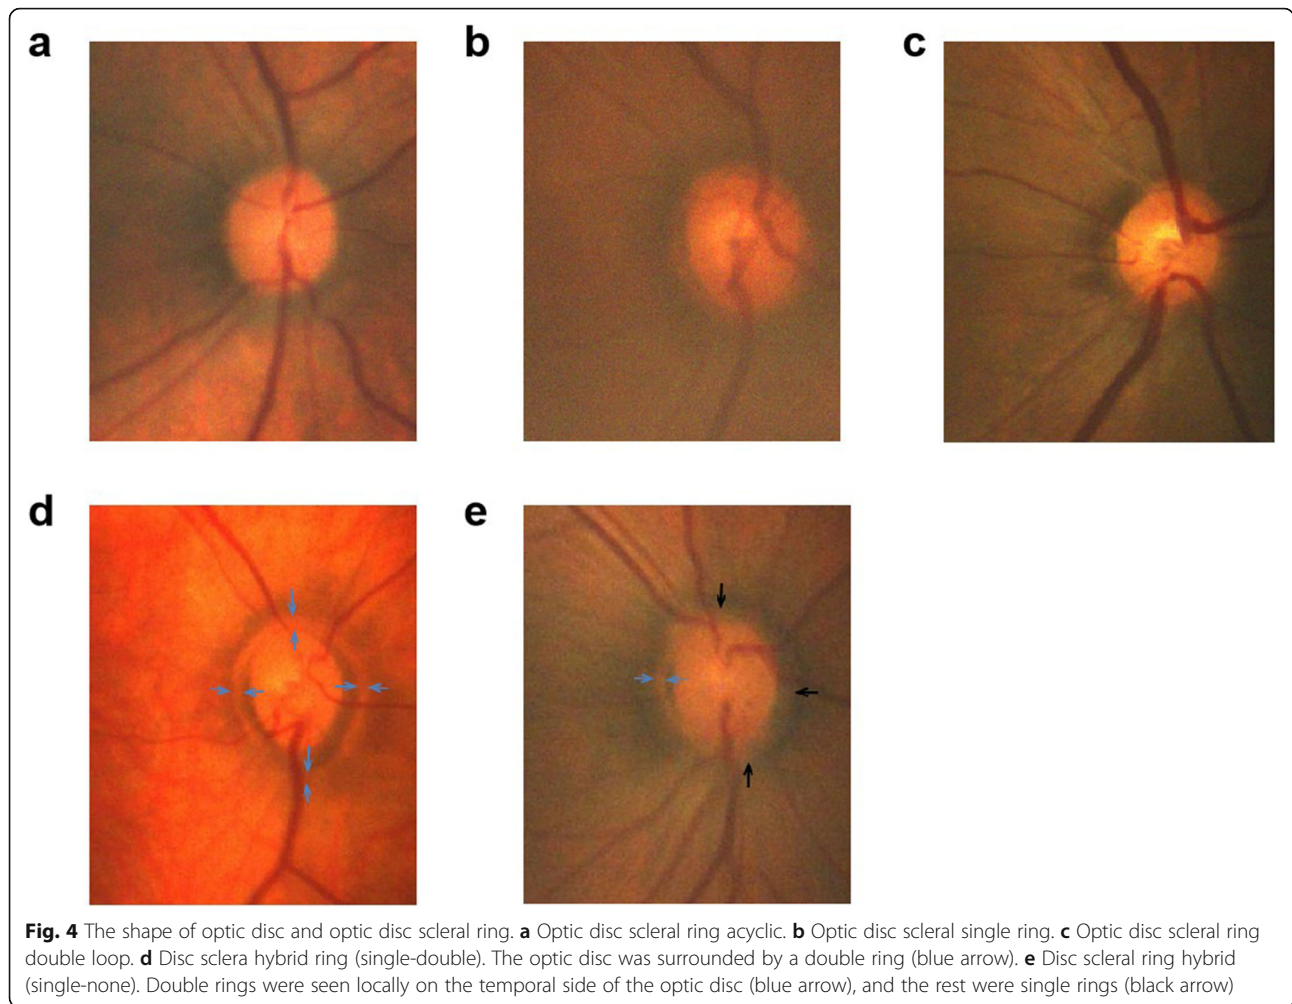 a
b
c
d
e
Fig. 4 The shape of optic disc and optic disc scleral ring. a Optic disc scleral ring acyclic. b Optic disc scleral single ring. c Optic disc scleral ring
double loop. d Disc sclera hybrid ring (single-double). The optic disc was surrounded by a double ring (blue arrow). e Disc scleral ring hybrid
(single-none). Double rings were seen locally on the temporal side of the optic disc (blue arrow), and the rest were single rings (black arrow)